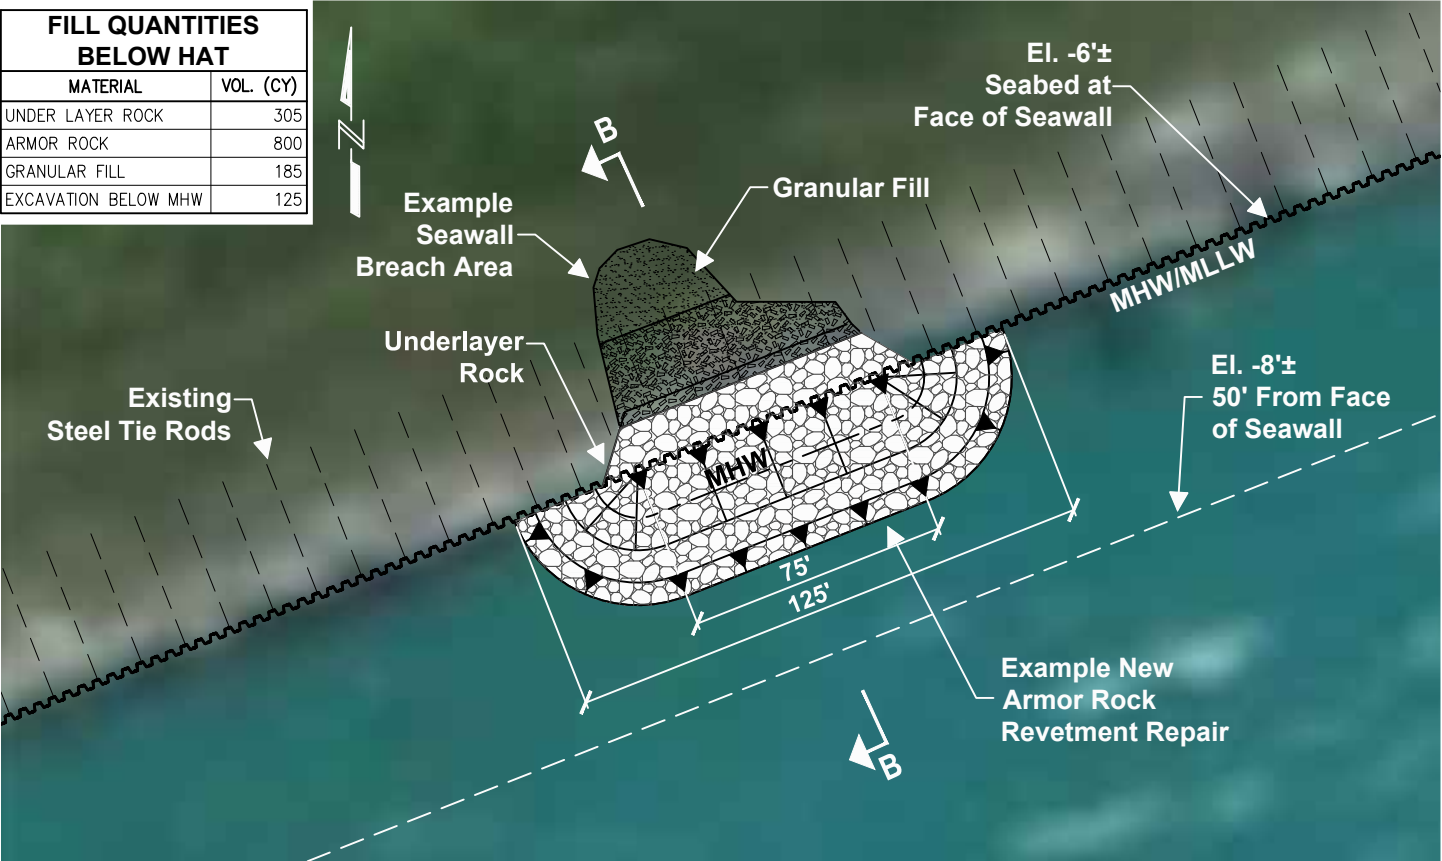 FILL QUANTITIES
BELOW HAT
MATERIAL VOL. (CY)
UNDER LAYER ROCK 305
ARMOR ROCK 800
GRANULAR FILL 185
EXCAVATION BELOW MHW 125
N
B
Example
Seawall
Breach Area
Granular Fill
El. -6'±
Seabed at
Face of Seawall
MHW/MLLW
Underlayer
Rock
Existing
Steel Tie Rods
MHW
El. -8'±
50' From Face
of Seawall
75'
125'
Example New
Armor Rock
Revetment Repair
B